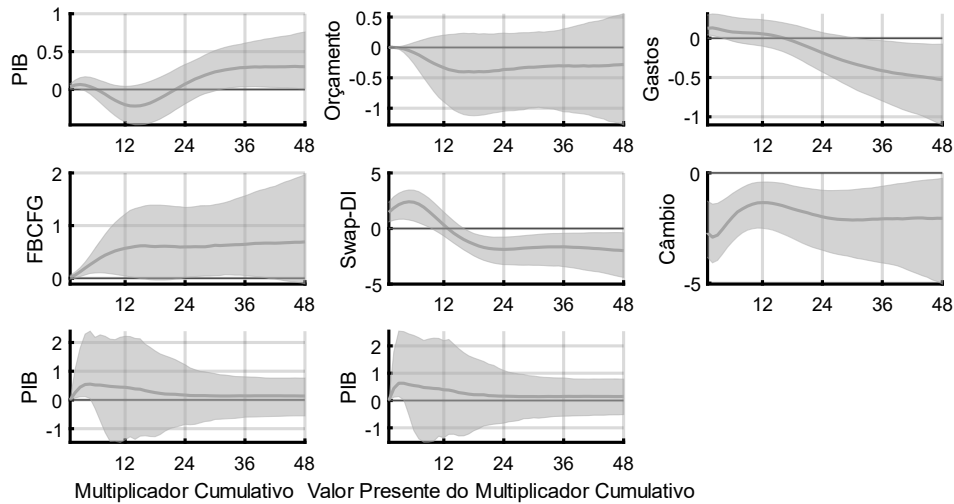 PIB
1
0.5
0
12 24 36 48
Orçamento
0.5
0
-0.5
-1
12 24 36 48
Gastos
0
-0.5
-1
12 24 36 48
FBCFG
2
1
0
12 24 36 48
Swap-DI
5
0
-5
12 24 36 48
Câmbio
0
-5
12 24 36 48
PIB
2
1
0
-1
12 24 36 48
Multiplicador Cumulativo
PIB
2
1
0
-1
12 24 36 48
Valor Presente do Multiplicador Cumulativo